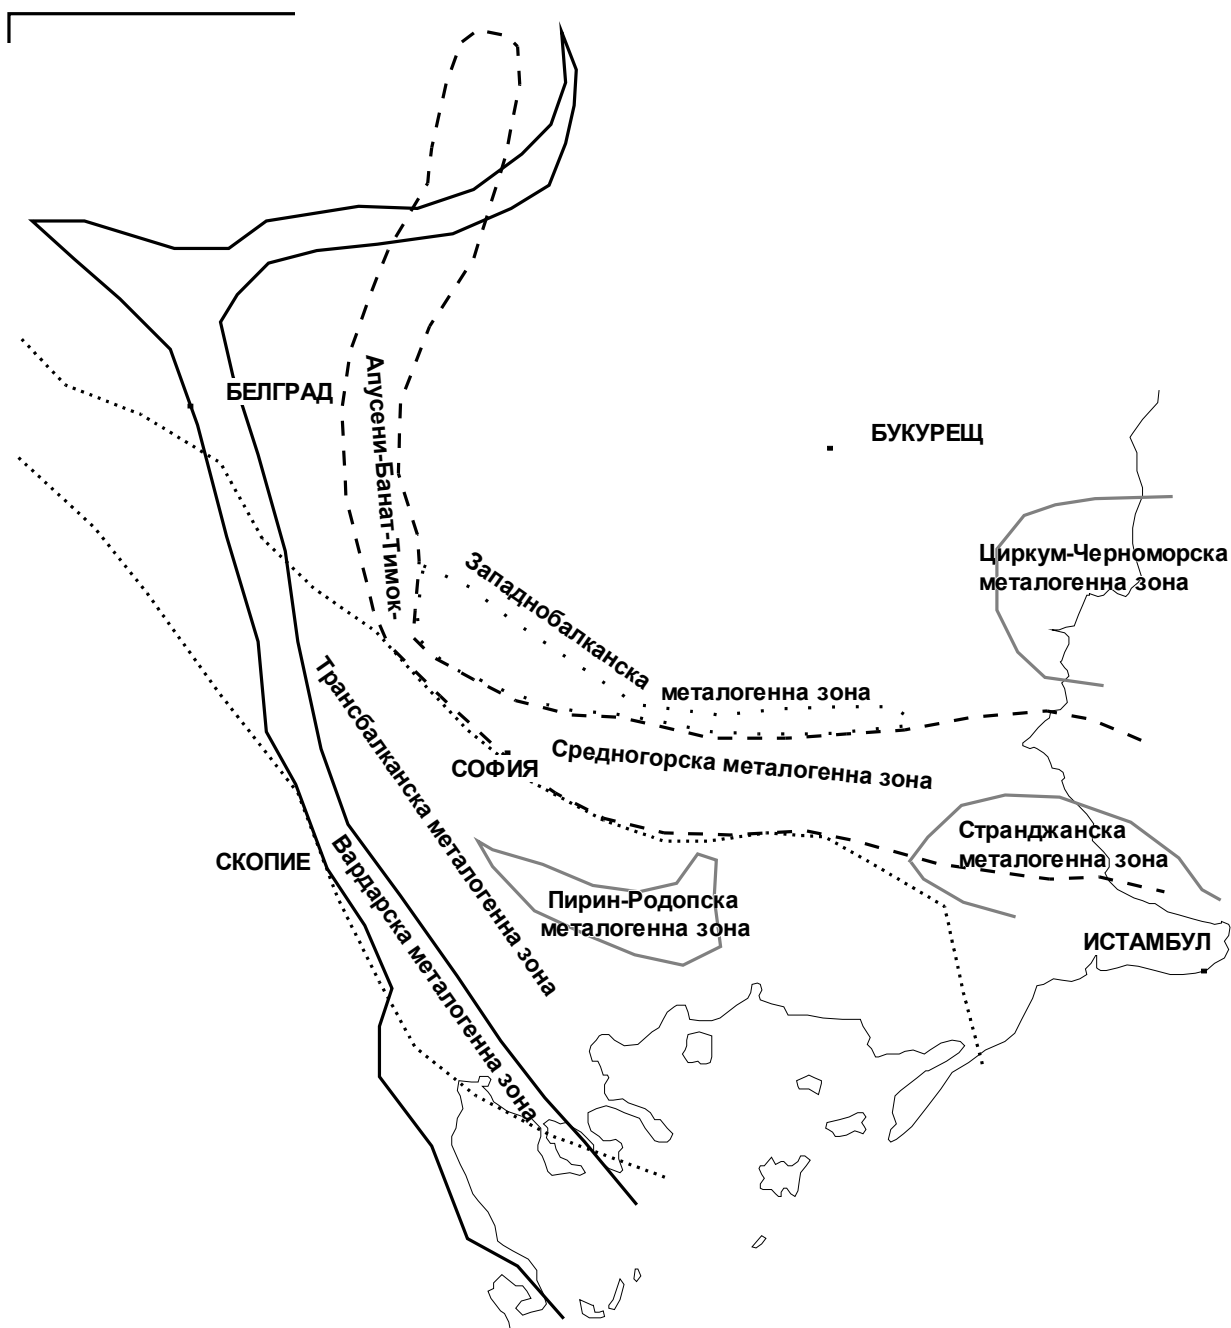 Апусени-Банат-Тимок-
БЕЛГРАД
БУКУРЕЩ
Циркум-Черноморска
металогенна зона
Западнобалканска
металогенна зона
Трансбалканска металогенна зона
Средногорска металогенна зона
СОФИЯ
Странджанска
металогенна зона
СКОПИЕ
Вардарска металогенна зона
Пирин-Родопска
металогенна зона
ИСТАМБУЛ